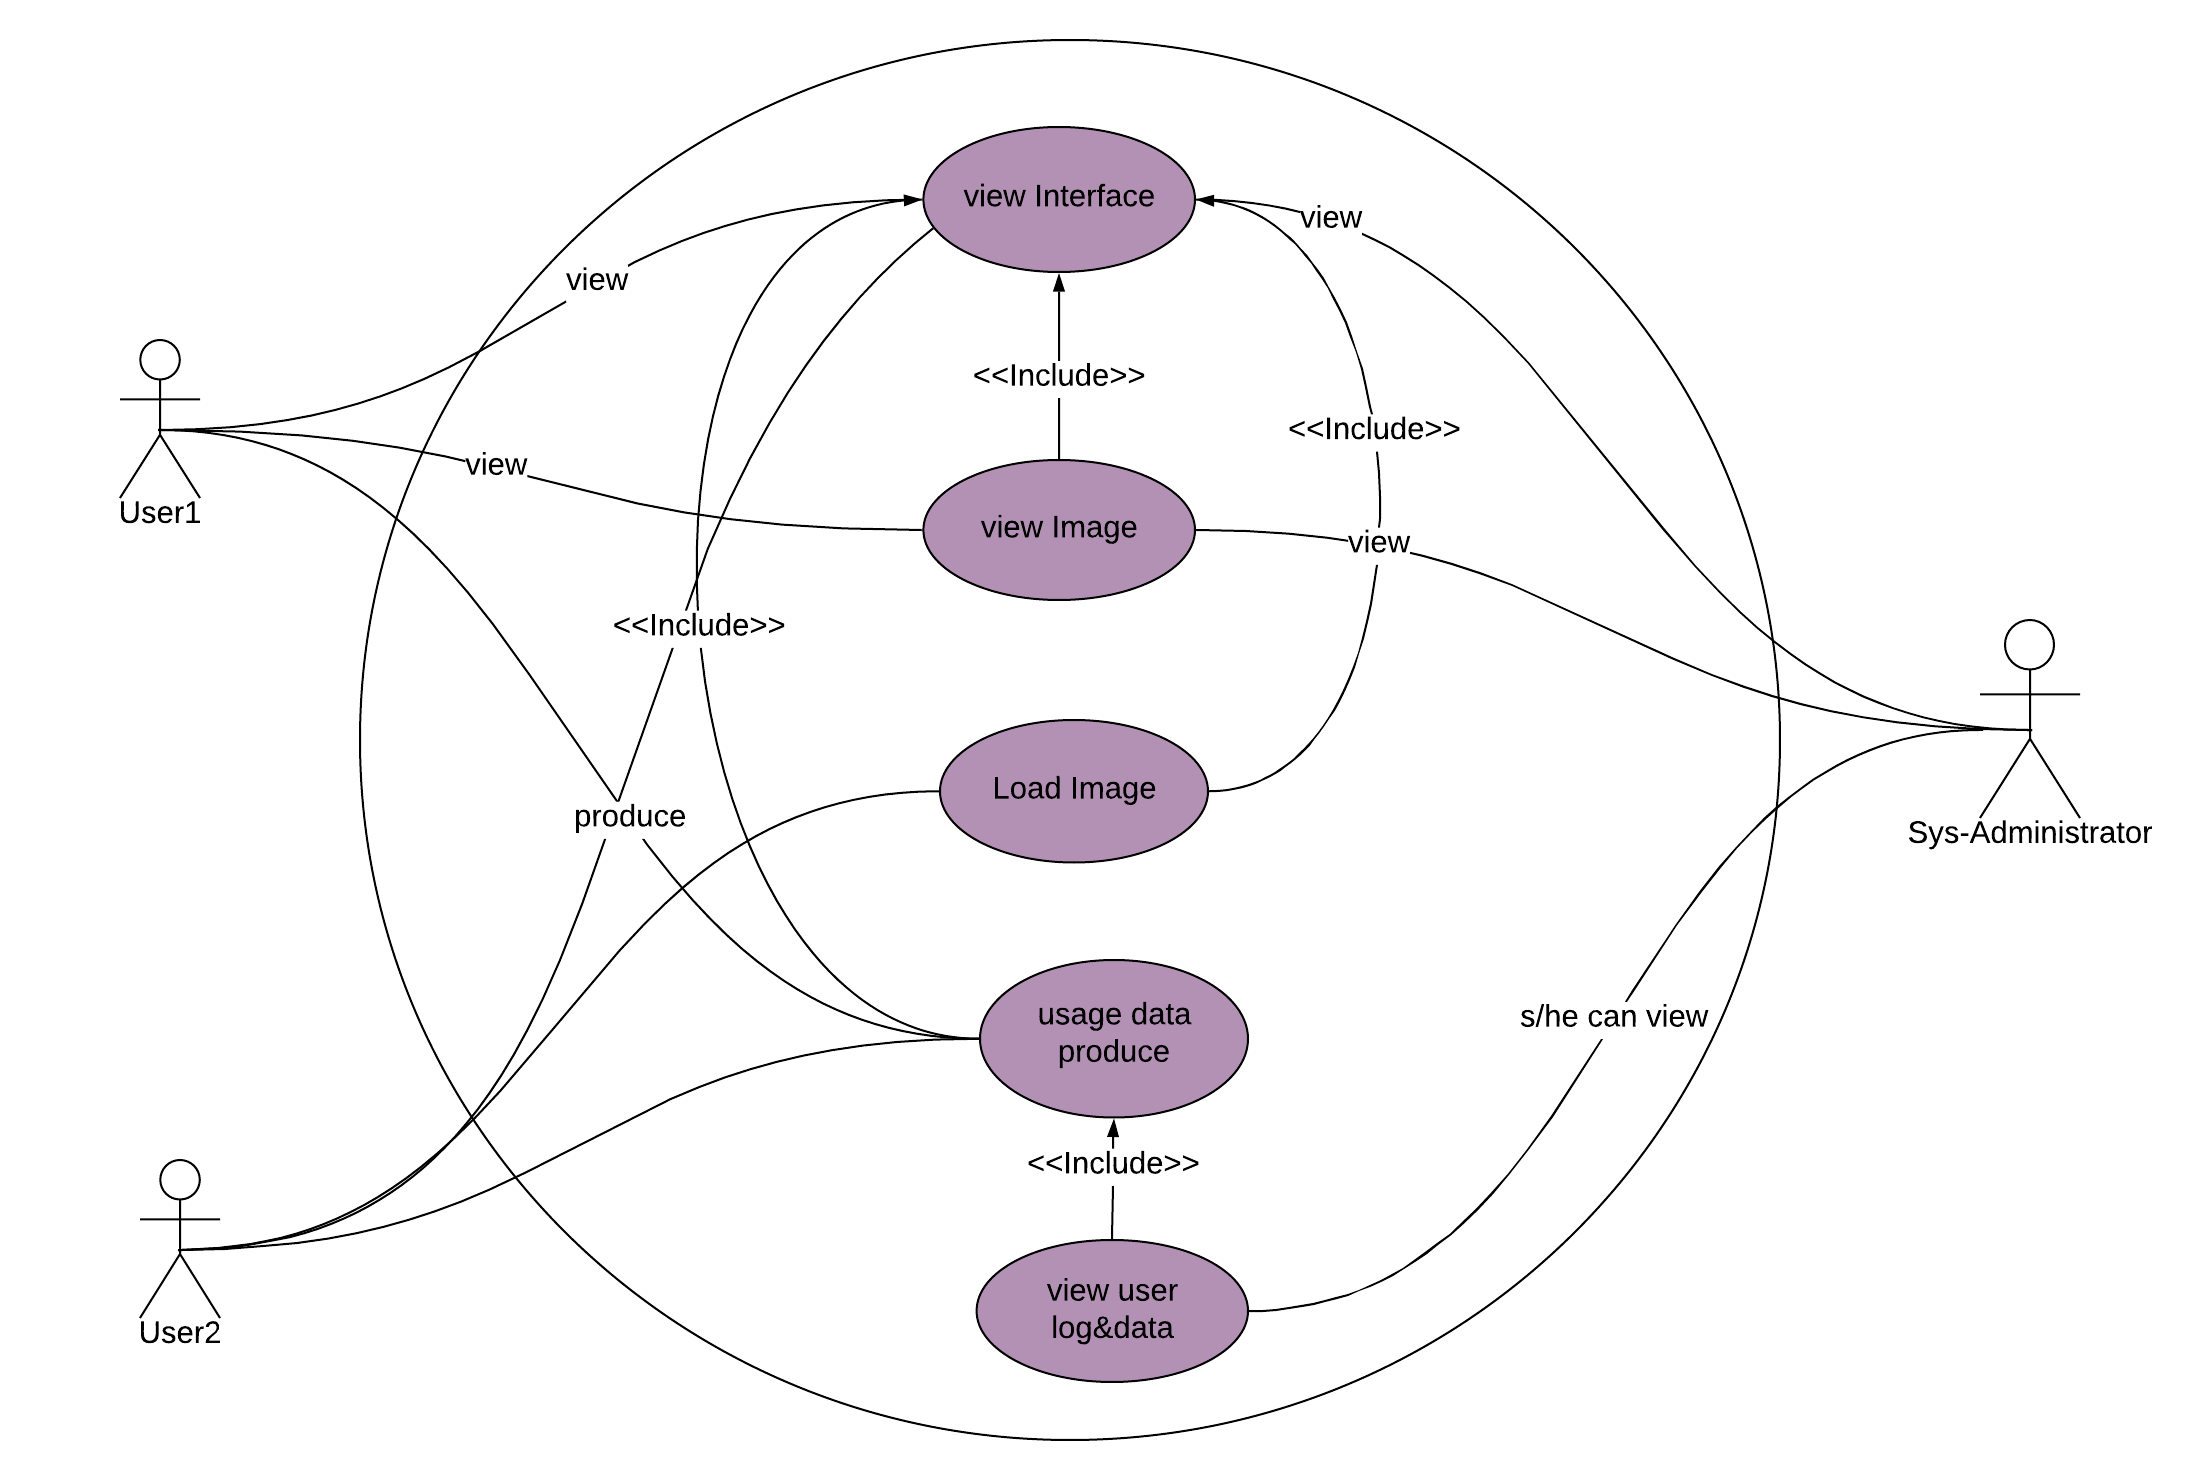 view Interface
view
view
<<Include>>
<<Include>>
view
User1
view Image
view
<<Include>>
Load Image
produce
Sys-Administrator
usage data
produce
s/he can view
<<Include>>
view user
log&data
User2